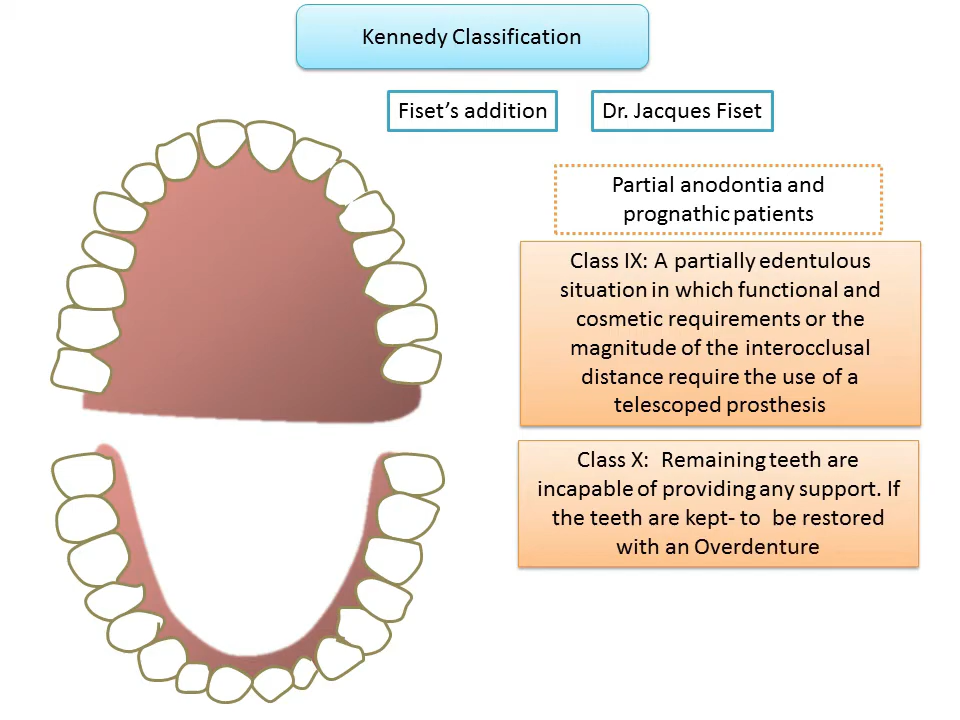 Kennedy Classification
Fiset's addition
Dr. Jacques Fiset
Partial anodontia and
prognathic patients
Class IX: A partially edentulous
situation in which functional and
cosmetic requirements or the
magnitude of the interocclusal
distance require the use of a
telescoped prosthesis
Class X:  Remaining teeth are
incapable of providing any support. If
the teeth are kept- to  be restored
with an Overdenture